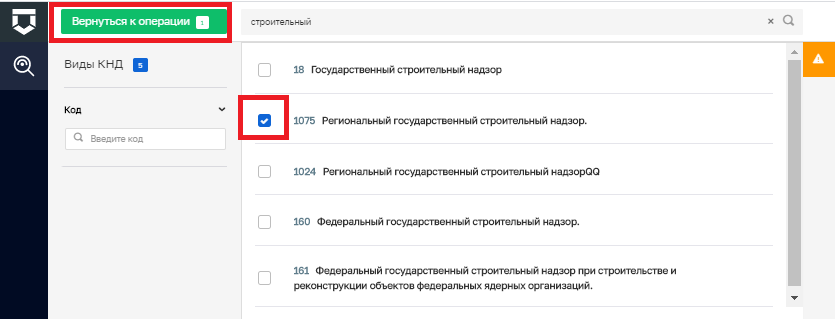 Вернуться к операции 1
строительный
Виды КНД 5
Код
Введите код
18 Государственный строительный надзор
1075 Региональный государственный строительный надзор.
1024 Региональный государственный строительный надзорQQ
160 Федеральный государственный строительный надзор.
161 Федеральный государственный строительный надзор при строительстве и
реконструкции объектов федеральных ядерных организаций.